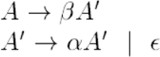 A → βA′
A′ → αA′ | ϵ